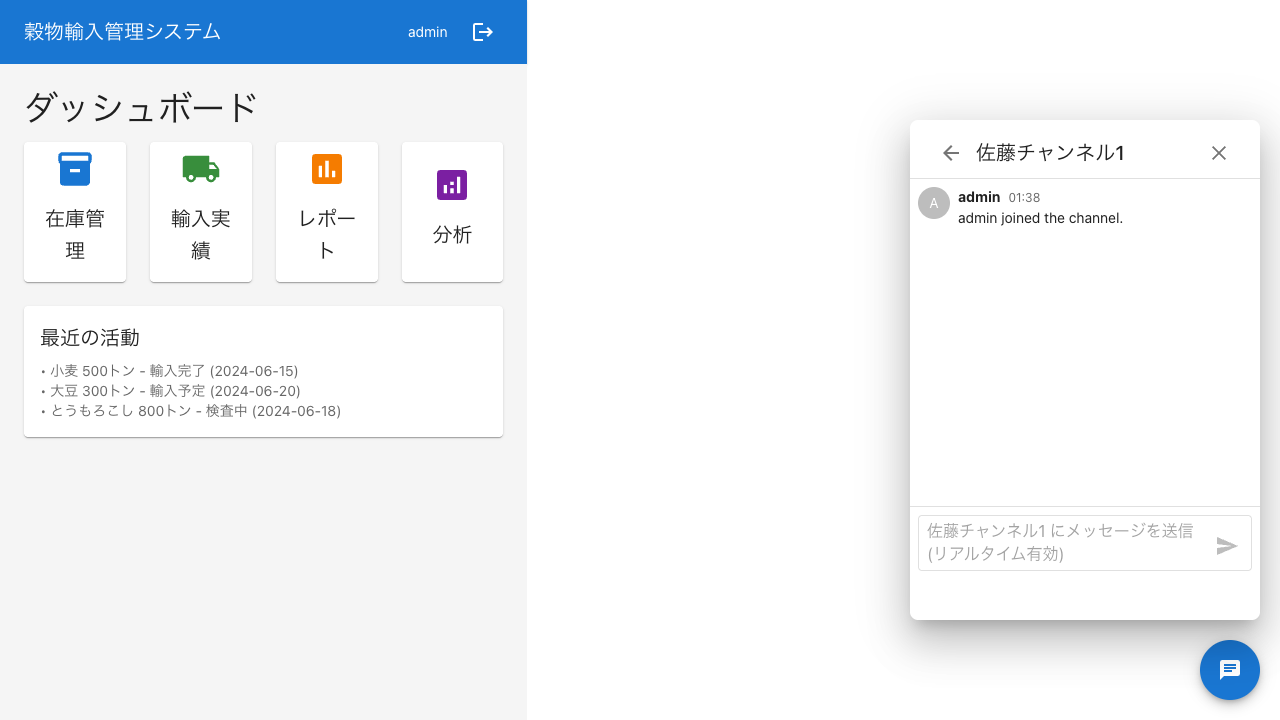 穀物輸入管理システム
admin
ダッシュボード
在庫管
理
輸入実
績
レポー
ト
分析
最近の活動
• 小麦 500トン - 輸入完了 (2024-06-15)
• 大豆 300トン - 輸入予定 (2024-06-20)
• とうもろこし 800トン - 検査中 (2024-06-18)
佐藤チャンネル1
A
admin 01:38
admin joined the channel.
佐藤チャンネル1 にメッセージを送信
(リアルタイム有効)